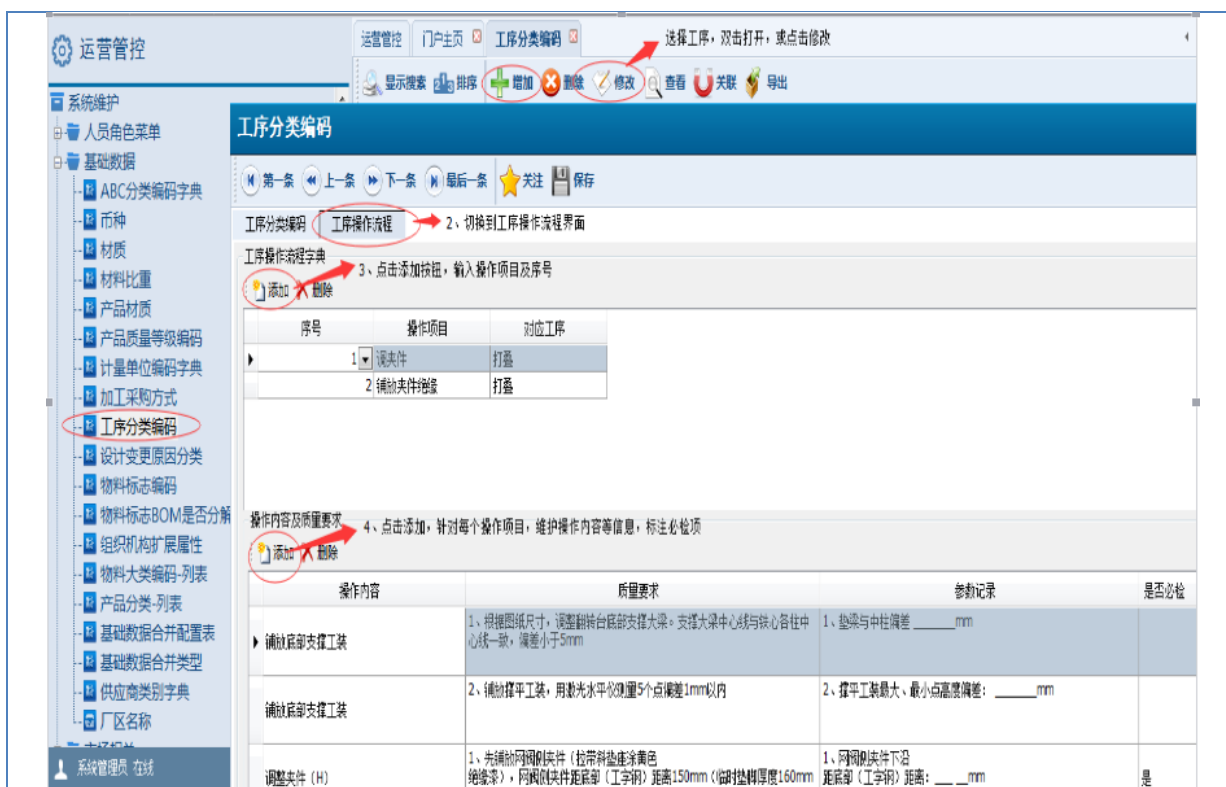 运营管控
运营管控 门户主页 工序分类编码
选择工序，双击打开，或点击修改
显示搜索 排序 增加 删除 修改 查看 关联 导出
系统维护
人员角色菜单
基础数据
ABC分类编码字典
币种
材质
材料比重
产品材质
产品质量等级编码
计量单位编码字典
加工采购方式
工序分类编码
设计变更原因分类
物料标志编码
物料标志BOM是否分解
组织机构扩展属性
物料大类编码-列表
产品分类-列表
基础数据合并配置表
基础数据合并类型
供应商类别字典
厂区名称
系统管理员 在线
工序分类编码
第一条 上一条 下一条 最后一条 关注 保存
工序分类编码 工序操作流程 2、切换到工序操作流程界面
工序操作流程字典
3、点击添加按钮，输入操作项目及序号
添加 删除
序号 操作项目 对应工序
1 调夹件 打叠
2 铺放夹件绝缘 打叠
操作内容及质量要求
4、点击添加，针对每个操作项目，维护操作内容等信息，标注必检项
添加 删除
操作内容 质量要求 参数记录 是否必检
铺放底部支撑工装 1、根据图纸尺寸，调整翻转台底部支撑大梁。支撑大梁中心线与铁心各柱中 1、垫梁与中柱偏差 _______mm
心线一致，偏差小于5mm
铺放底部支撑工装 2、铺放撑平工装，用激光水平仪测量5个点偏差1mm以内 2、撑平工装最大、最小点高度偏差：_______mm
调整夹件（H） 1、先铺放网阀侧夹件（拉带斜垫座涂黄色 1、网阀侧夹件下沿
绝缘漆），网阀侧夹件距底部（工字钢）距离150mm（临时垫脚厚度160mm 距底部（工字钢）距离：___ __mm 是